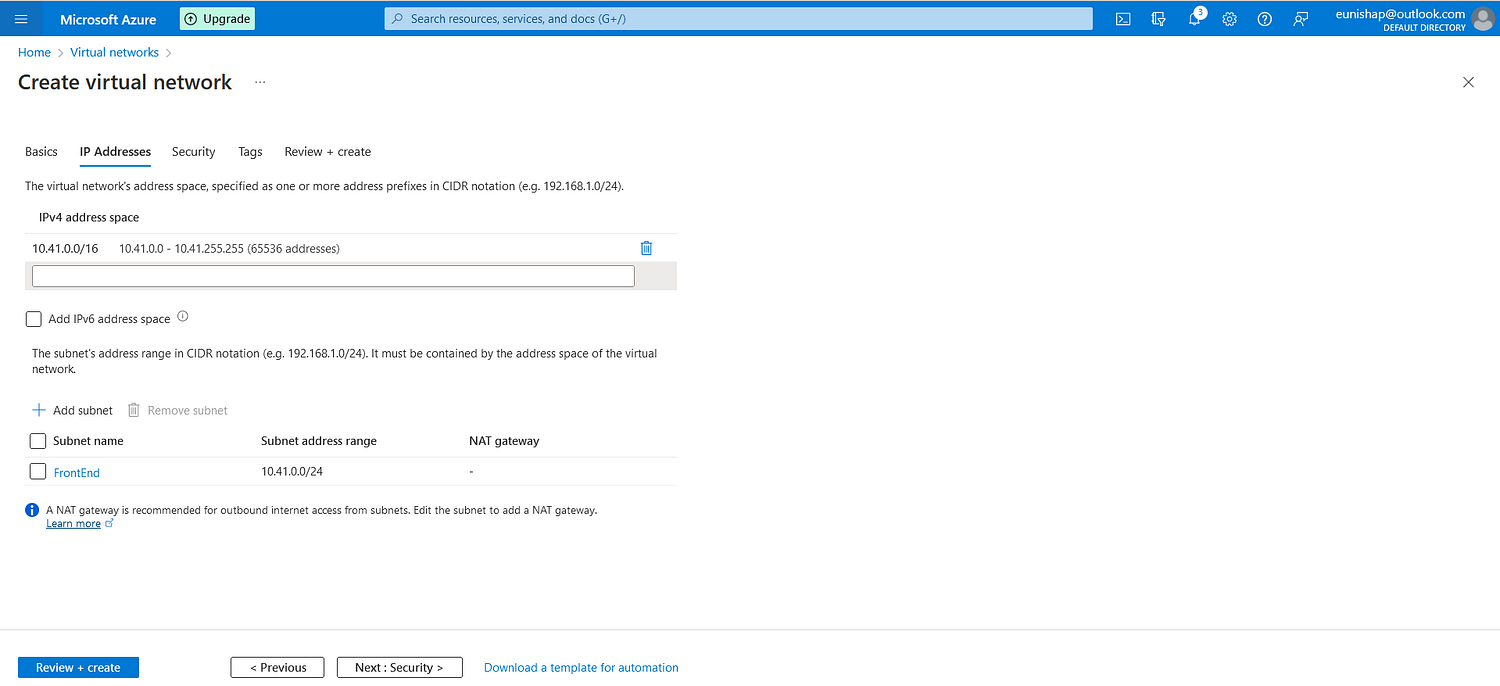 Microsoft Azure
Upgrade
Search resources, services, and docs (G+/)
3
eunishap@outlook.com
DEFAULT DIRECTORY
Home > Virtual networks >
Create virtual network ...
Basics IP Addresses Security Tags Review + create
The virtual network's address space, specified as one or more address prefixes in CIDR notation (e.g. 192.168.1.0/24).
IPv4 address space
10.41.0.0/16 10.41.0.0 - 10.41.255.255 (65536 addresses)
Add IPv6 address space
The subnet's address range in CIDR notation (e.g. 192.168.1.0/24). It must be contained by the address space of the virtual
network.
Add subnet Remove subnet
Subnet name Subnet address range NAT gateway
FrontEnd 10.41.0.0/24 -
A NAT gateway is recommended for outbound internet access from subnets. Edit the subnet to add a NAT gateway.
Learn more
Review + create < Previous Next : Security > Download a template for automation